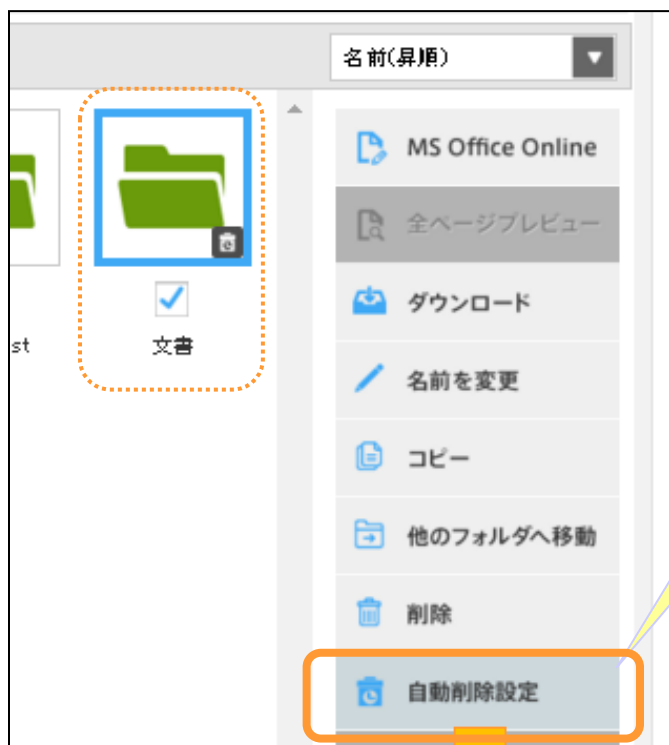 名前(昇順)
MS Office Online
全ページプレビュー
ダウンロード
st
文書
名前を変更
コピー
他のフォルダへ移動
削除
自動削除設定